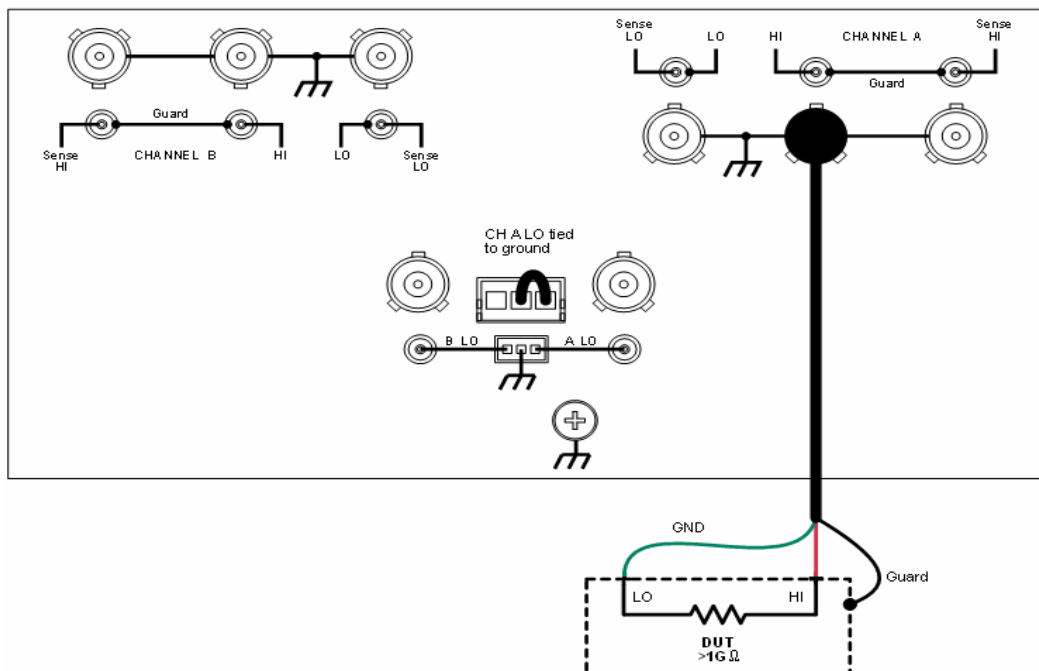 Sense
LO
LO
HI
CHANNEL A
Sense
HI
Guard
Guard
Sense
HI
CHANNEL B
HI
LO
Sense
LO
CH A LO tied
to ground
B LO
A LO
GND
Guard
LO
HI
DUT
>1G Ω